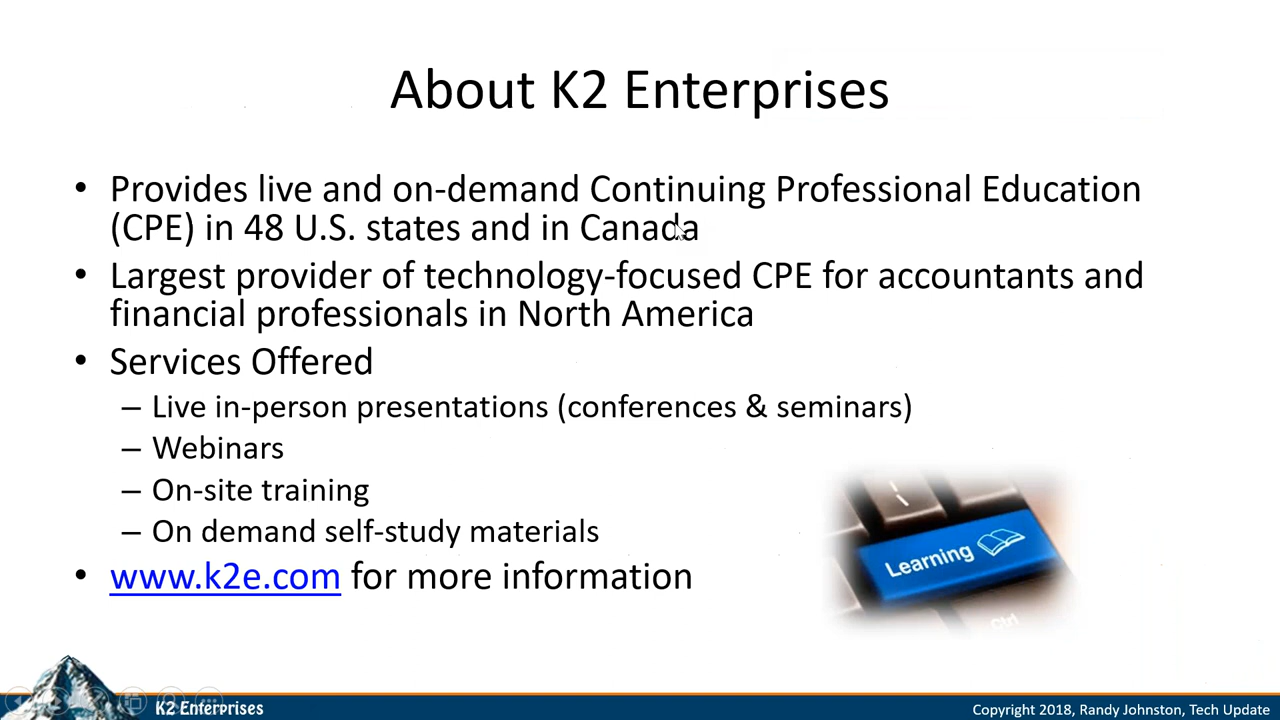 About K2 Enterprises
• Provides live and on-demand Continuing Professional Education
(CPE) in 48 U.S. states and in Canada
• Largest provider of technology-focused CPE for accountants and
financial professionals in North America
• Services Offered
– Live in-person presentations (conferences & seminars)
– Webinars
– On-site training
– On demand self-study materials
Learning
• www.k2e.com for more information
Ctrl
K2 Enterprises
Copyright 2018, Randy Johnston, Tech Update